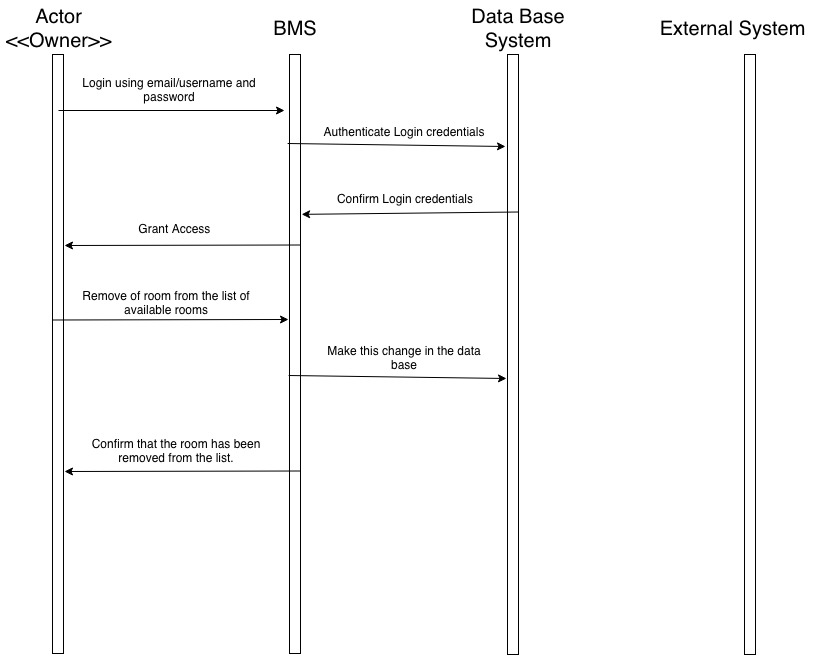 Actor
<<Owner>>
BMS
Data Base
System
External System
Login using email/username and
password
Authenticate Login credentials
Confirm Login credentials
Grant Access
Remove of room from the list of
available rooms
Make this change in the data
base
Confirm that the room has been
removed from the list.